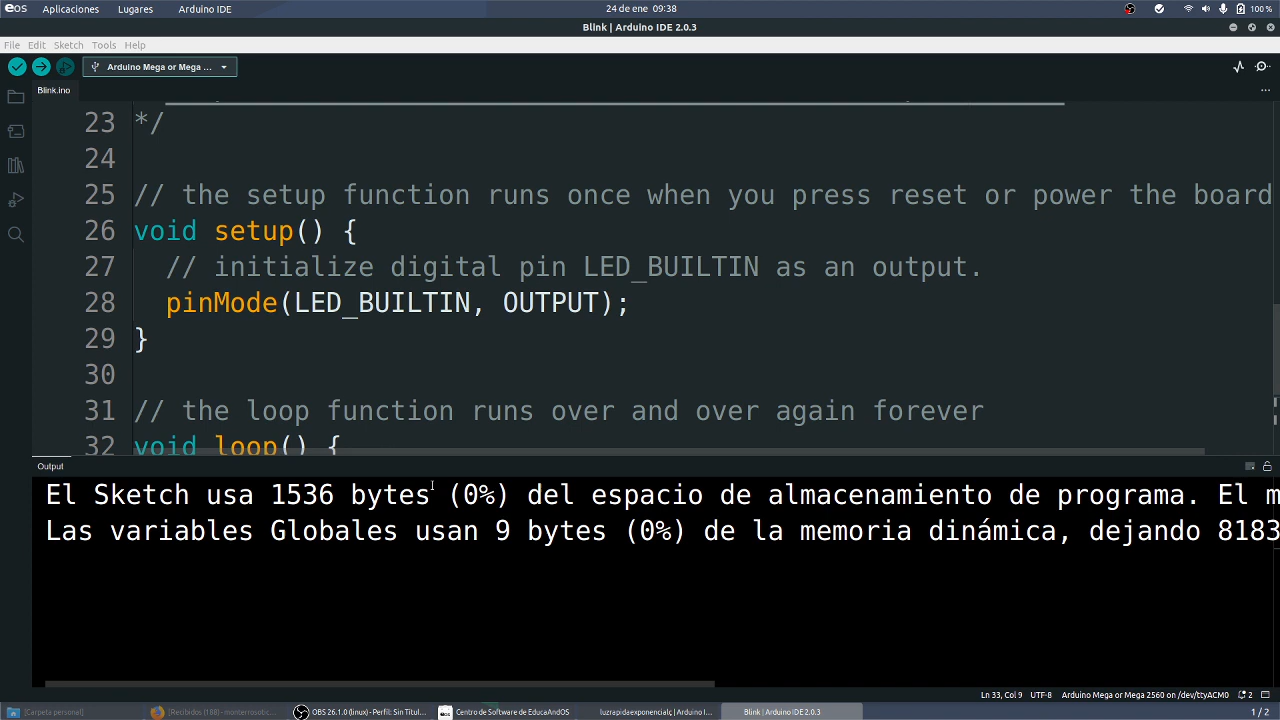 eos Aplicaciones Lugares Arduino IDE 24 de ene 09:38 100 %
Blink | Arduino IDE 2.0.3
File Edit Sketch Tools Help
Arduino Mega or Mega ...
Blink.ino
23 */
24
25 // the setup function runs once when you press reset or power the board
26 void setup() {
27 // initialize digital pin LED_BUILTIN as an output.
28 pinMode(LED_BUILTIN, OUTPUT);
29 }
30
31 // the loop function runs over and over again forever
32 void loop() {
Output
El Sketch usa 1536 bytes (0%) del espacio de almacenamiento de programa. El m
Las variables Globales usan 9 bytes (0%) de la memoria dinámica, dejando 8183
Ln 33, Col 9 UTF-8 Arduino Mega or Mega 2560 on /dev/ttyACM0 2
[Carpeta personal] OBS 26.1.0 (linux) - Perfil: Sin Titul... Centro de Software de EducaAndOS luzrapidaexponencialç | Arduino I... Blink | Arduino IDE 2.0.3 1 / 2